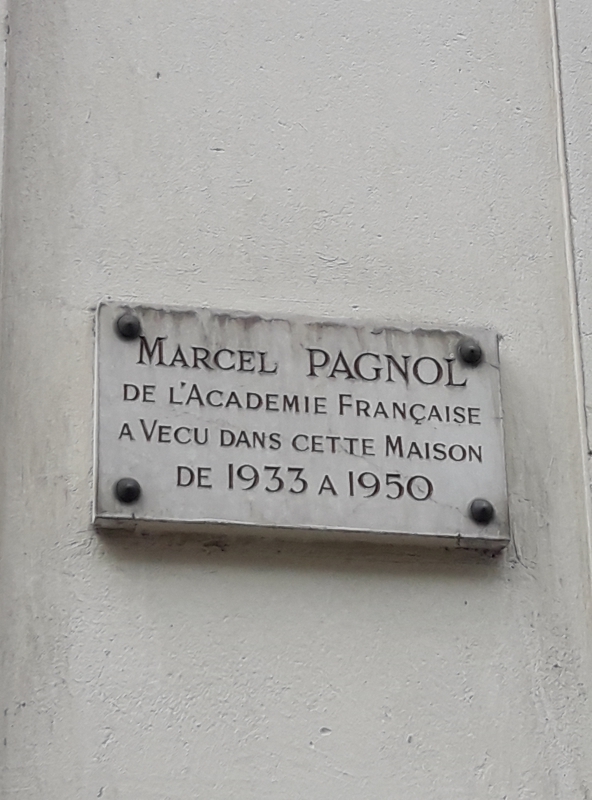 MARCEL PAGNOL
DE L'ACADEMIE FRANÇAISE
A VECU DANS CETTE MAISON
DE 1933 A 1950